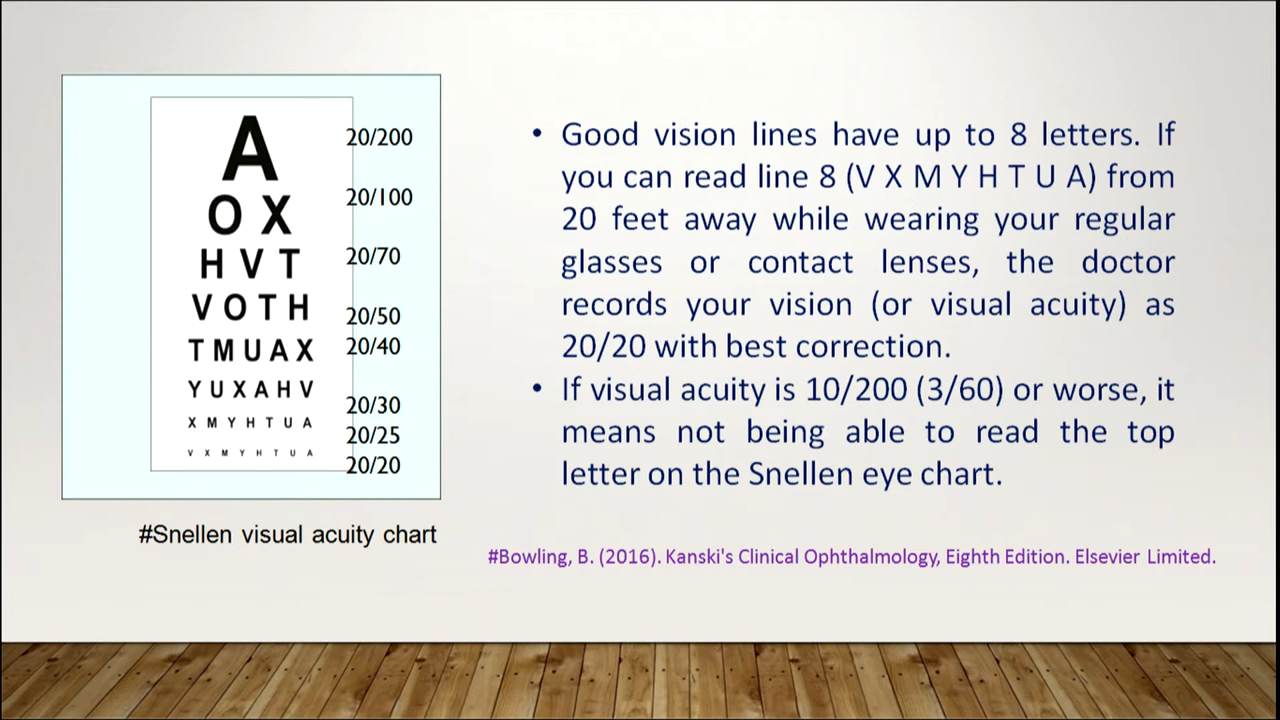 A
20/200
O X
20/100
H V T
20/70
V O T H
20/50
T M U A X
20/40
Y U X A H V
20/30
X M Y H T U A
20/25
V X M Y H T U A
20/20
#Snellen visual acuity chart
• Good vision lines have up to 8 letters. If
you can read line 8 (V X M Y H T U A) from
20 feet away while wearing your regular
glasses or contact lenses, the doctor
records your vision (or visual acuity) as
20/20 with best correction.
• If visual acuity is 10/200 (3/60) or worse, it
means not being able to read the top
letter on the Snellen eye chart.
#Bowling, B. (2016). Kanski's Clinical Ophthalmology, Eighth Edition. Elsevier Limited.